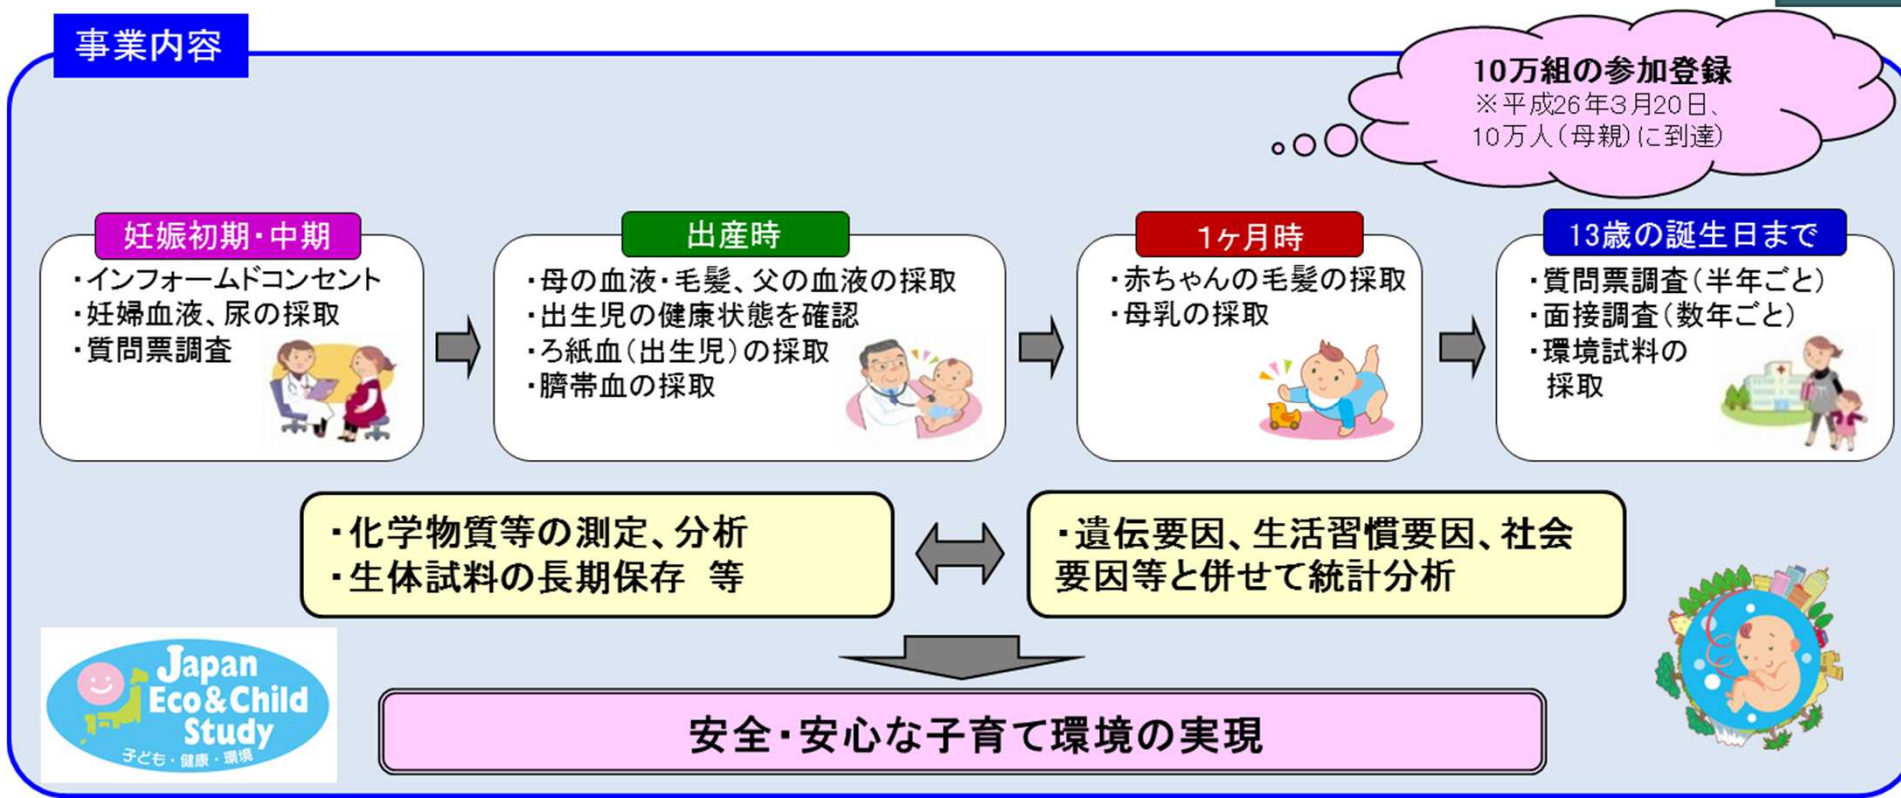 事業内容
10万組の参加登録
※平成26年3月20日、
10万人(母親)に到達)
妊娠初期・中期
・インフォームドコンセント
・妊婦血液、尿の採取
・質問票調査
出産時
・母の血液・毛髪、父の血液の採取
・出生児の健康状態を確認
・ろ紙血(出生児)の採取
・臍帯血の採取
1ヶ月時
・赤ちゃんの毛髪の採取
・母乳の採取
13歳の誕生日まで
・質問票調査(半年ごと)
・面接調査(数年ごと)
・環境試料の
採取
・化学物質等の測定、分析
・生体試料の長期保存 等
・遺伝要因、生活習慣要因、社会
要因等と併せて統計分析
Japan
Eco&Child
Study
子ども・健康・環境
安全・安心な子育て環境の実現